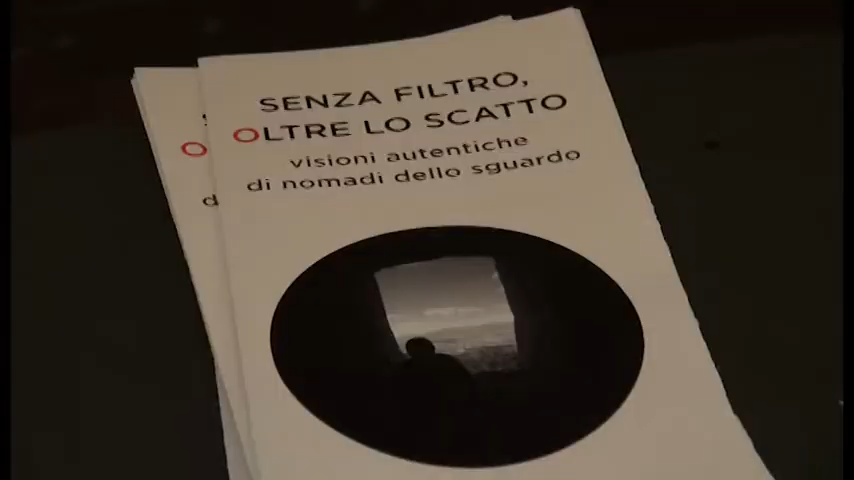 SENZA FILTRO,
OLTRE LO SCATTO
visioni autentiche
di nomadi dello sguardo
O
d